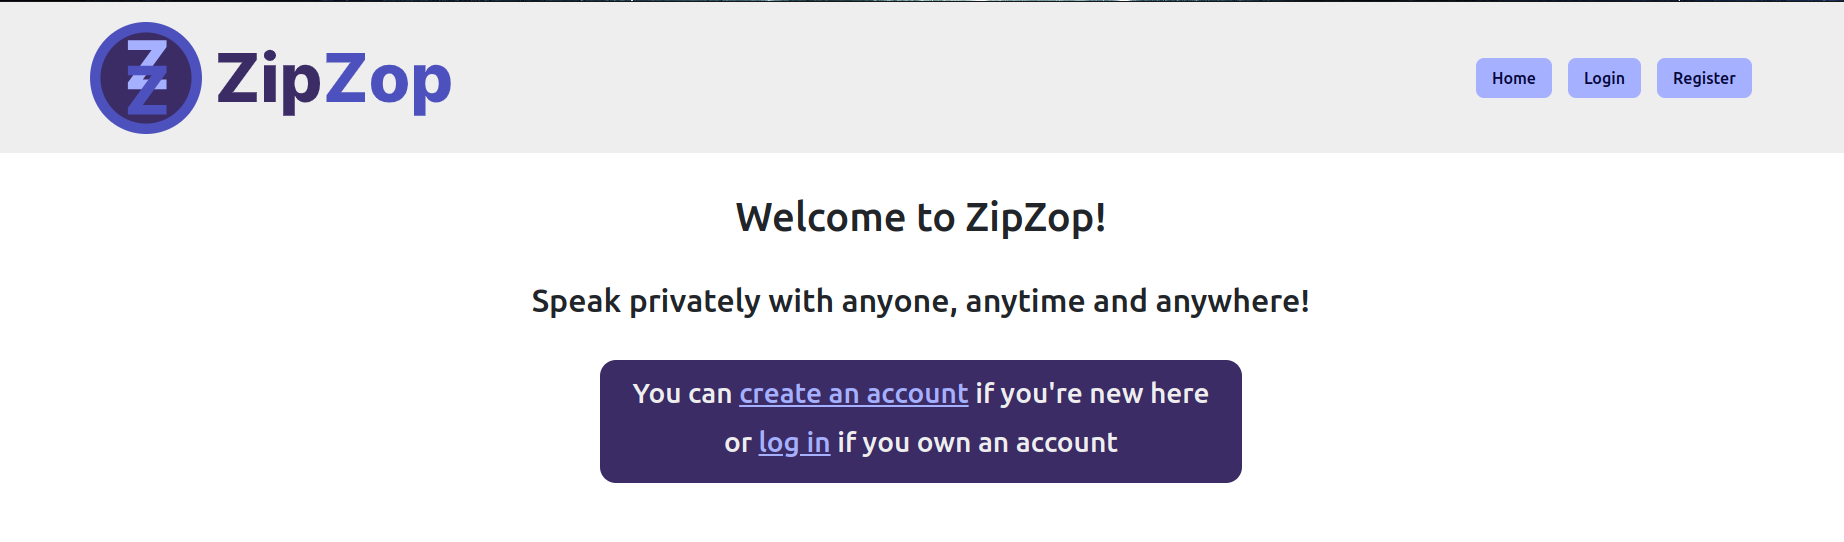 Z
Z
ZipZop
Home Login Register
Welcome to ZipZop!
Speak privately with anyone, anytime and anywhere!
You can create an account if you're new here
or log in if you own an account